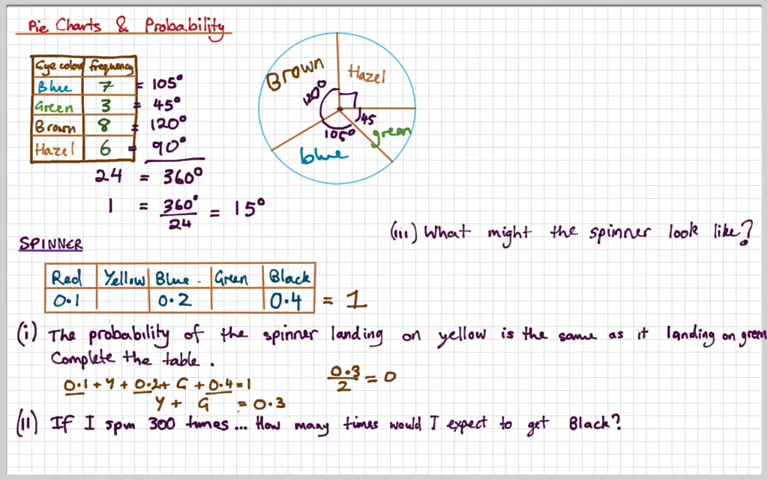 Pie Charts & Probability
Eye colour frequency
Blue 7 = 105°
Green 3 = 45°
Brown 8 = 120°
Hazel 6 = 90°
24 = 360°
1 = 360°/24 = 15°
Brown
Hazel
120°
45
105°
green
blue
(iii) What might the spinner look like?
SPINNER
Red Yellow Blue Green Black
0.1 0.2 0.4 = 1
(i) The probability of the spinner landing on yellow is the same as it landing on green
Complete the table.
0.1 + Y + 0.2 + G + 0.4 = 1
Y + G = 0.3
0.3/2 = 0
(ii) If I spin 300 times... How many times would I expect to get Black?